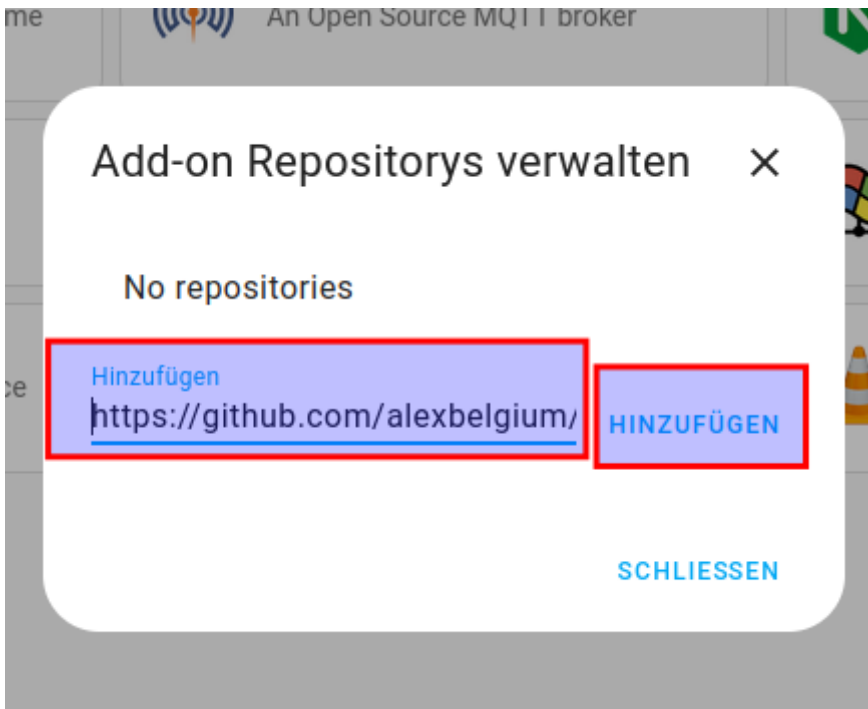 me
An Open Source MQTT broker
Add-on Repositorys verwalten
No repositories
Hinzufügen
https://github.com/alexbelgium/
HINZUFÜGEN
ce
SCHLIESSEN